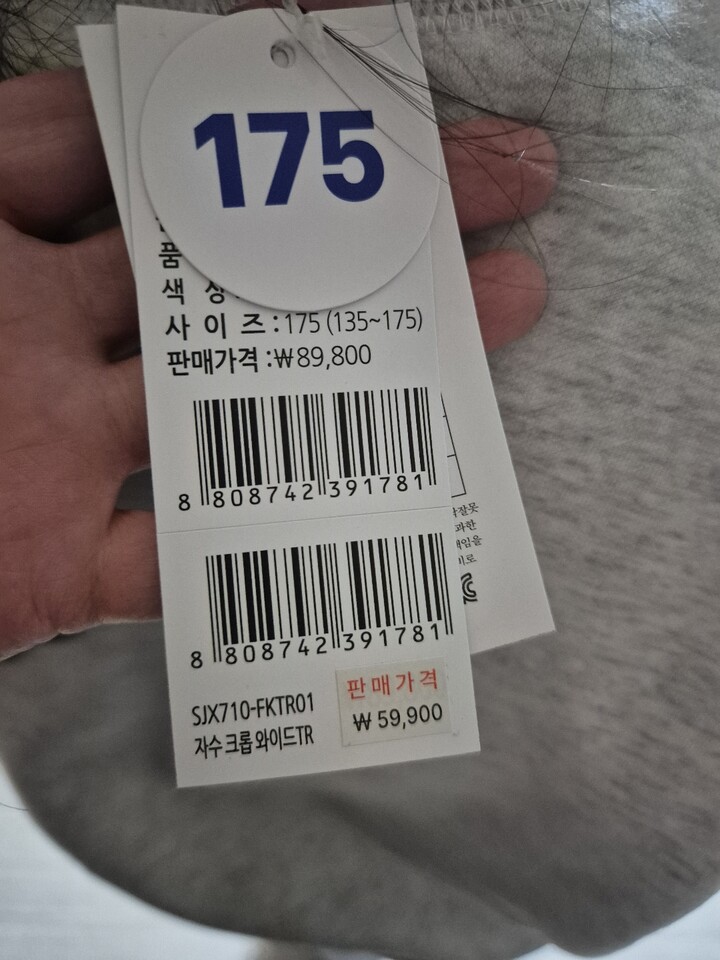 175
품
색 상
사 이 즈 : 175 (135~175)
판매가격 : ₩89,800
8 808742 391781
8 808742 391781
SJX710-FKTR01
자수 크롭 와이드TR
판매가격
₩ 59,900